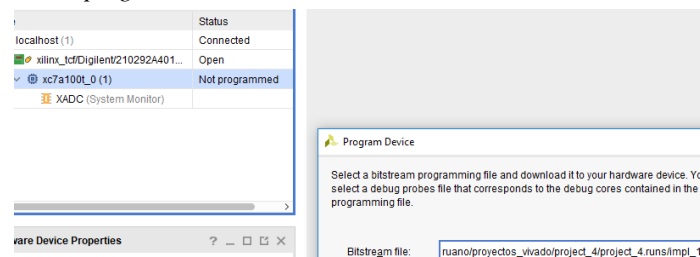 Status
localhost (1)
Connected
xilinx_tcf/Digilent/210292A401...
Open
xc7a100t_0 (1)
Not programmed
XADC (System Monitor)
Program Device
Select a bitstream programming file and download it to your hardware device. Yo
select a debug probes file that corresponds to the debug cores contained in the
programming file.
ware Device Properties
? _ □ X
Bitstream file:
ruano/proyectos_vivado/project_4/project_4.runs/impl_1